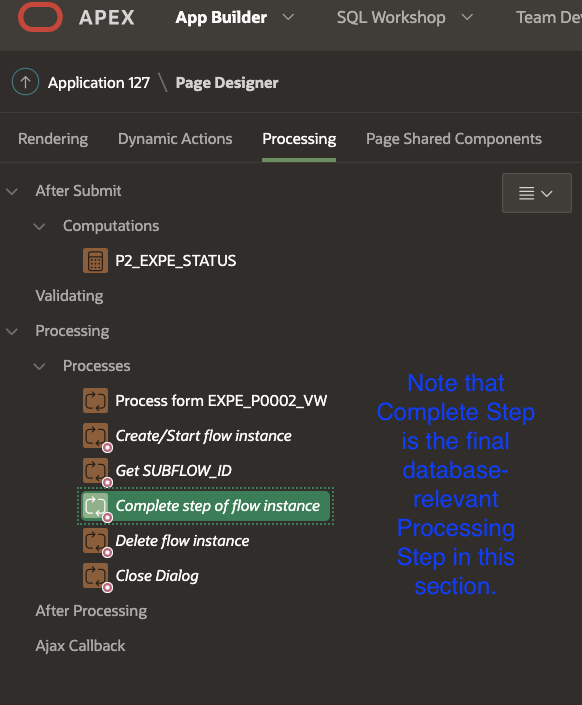 APEX App Builder SQL Workshop Team De
Application 127 \ Page Designer
Rendering Dynamic Actions Processing Page Shared Components
After Submit
Computations
P2_EXPE_STATUS
Validating
Processing
Processes
Process form EXPE_P0002_VW
Create/Start flow instance
Get SUBFLOW_ID
Complete step of flow instance
Delete flow instance
Close Dialog
After Processing
Ajax Callback
Note that
Complete Step
is the final
database-
relevant
Processing
Step in this
section.